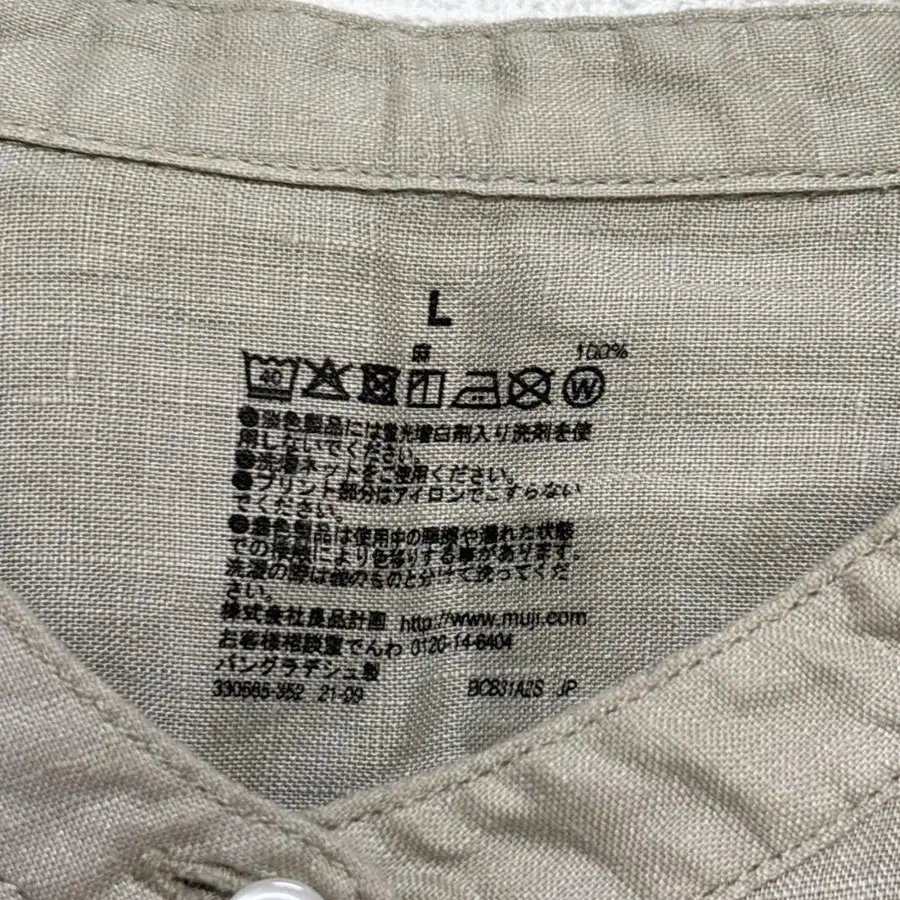 L
麻 100%
40
W
●淡色製品には蛍光増白剤入り洗剤を使
用しないでください。
●洗濯ネットをご使用ください。
●プリント部分はアイロンでこすらない
でください。
●濃色製品は使用中の摩擦や濡れた状態
での摩擦により色移りする事があります。
洗濯の際は他のものと分けて洗ってくだ
さい。
株式会社良品計画 http://www.muji.com
お客様相談室でんわ 0120-14-6404
バングラデシュ製
330565-352 21-09 BCB31A2S JP